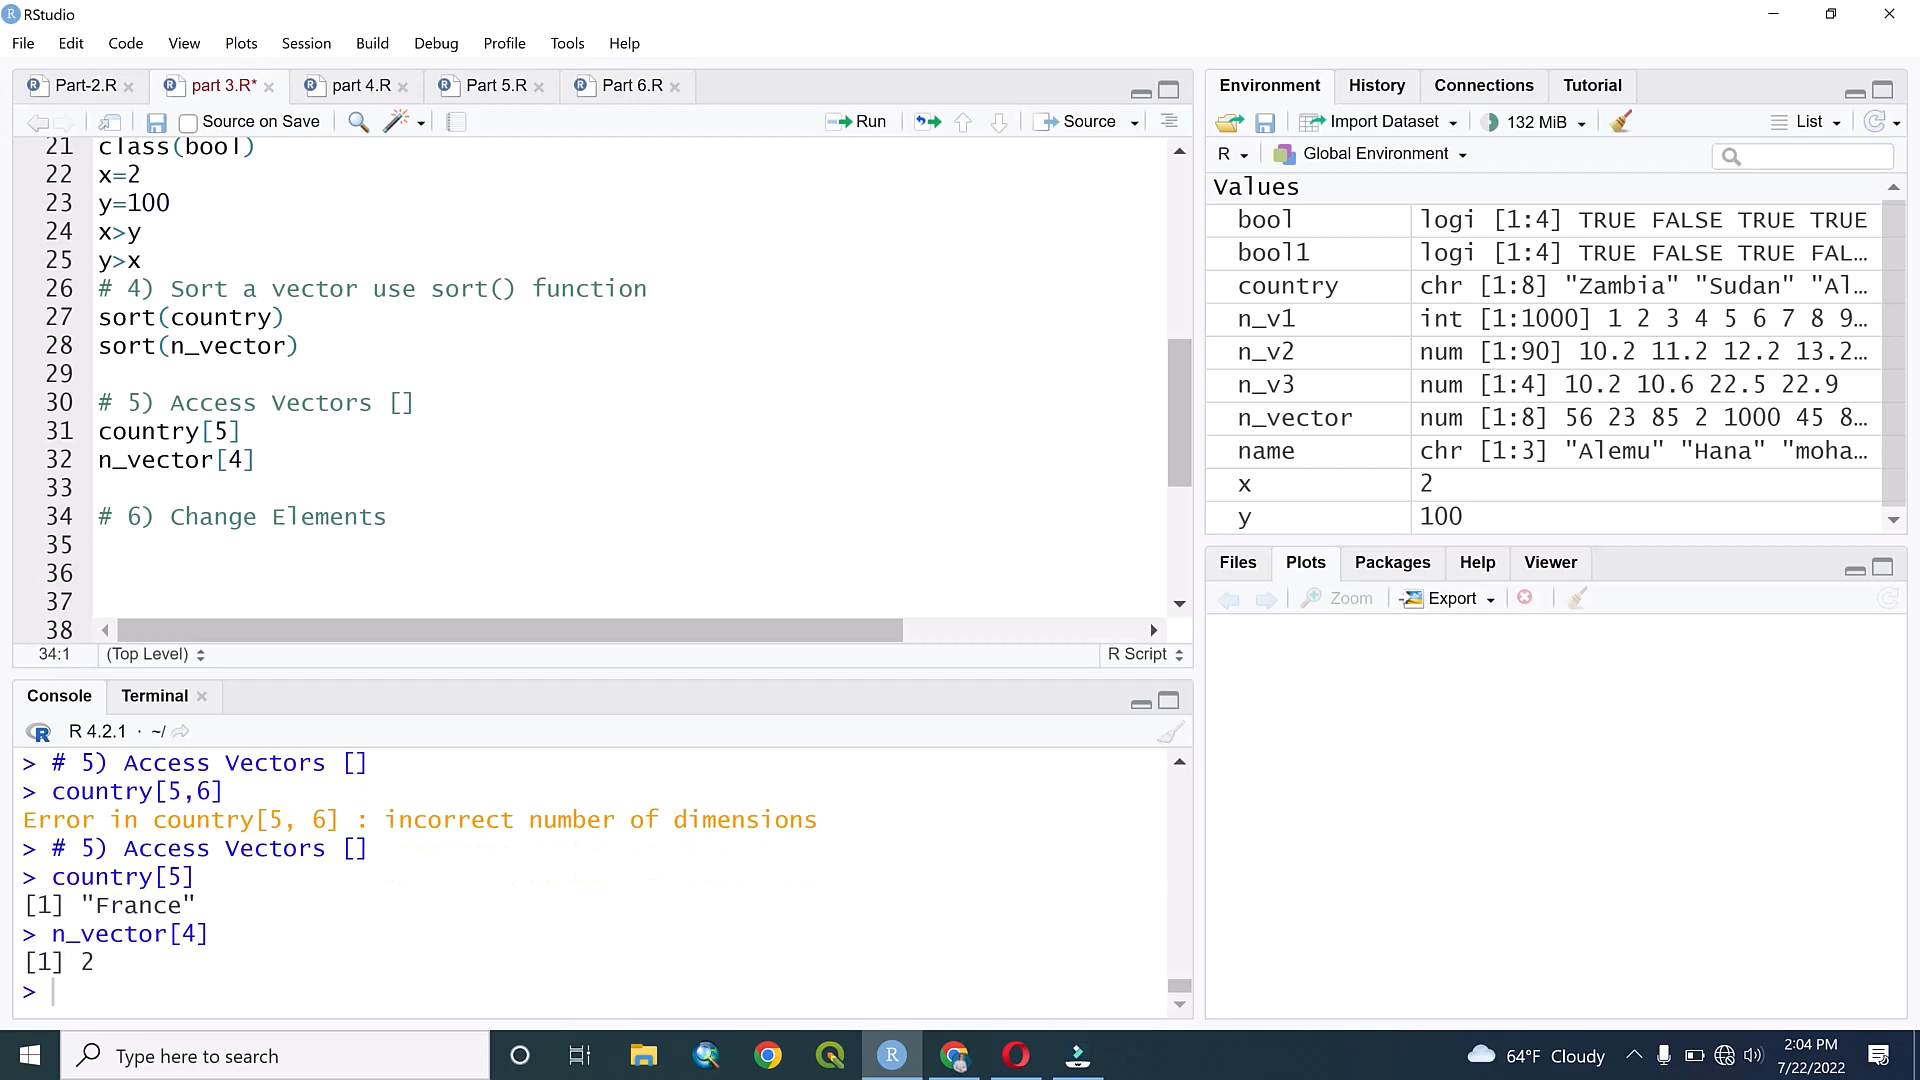 RStudio
File Edit Code View Plots Session Build Debug Profile Tools Help
Part-2.R part 3.R* part 4.R Part 5.R Part 6.R
Source on Save Run Source
21 class(bool)
22 x=2
23 y=100
24 x>y
25 y>x
26 # 4) Sort a vector use sort() function
27 sort(country)
28 sort(n_vector)
29
30 # 5) Access Vectors []
31 country[5]
32 n_vector[4]
33
34 # 6) Change Elements
35
36
37
38
34:1 (Top Level) R Script
Console Terminal
R 4.2.1 · ~/
> # 5) Access Vectors []
> country[5,6]
Error in country[5, 6] : incorrect number of dimensions
> # 5) Access Vectors []
> country[5]
[1] "France"
> n_vector[4]
[1] 2
>
Environment History Connections Tutorial
Import Dataset 132 MiB List
R Global Environment
Values
bool logi [1:4] TRUE FALSE TRUE TRUE
bool1 logi [1:4] TRUE FALSE TRUE FAL…
country chr [1:8] "Zambia" "Sudan" "Al…
n_v1 int [1:1000] 1 2 3 4 5 6 7 8 9…
n_v2 num [1:90] 10.2 11.2 12.2 13.2…
n_v3 num [1:4] 10.2 10.6 22.5 22.9
n_vector num [1:8] 56 23 85 2 1000 45 8…
name chr [1:3] "Alemu" "Hana" "moha…
x 2
y 100
Files Plots Packages Help Viewer
Zoom Export
Type here to search
64°F Cloudy
2:04 PM
7/22/2022